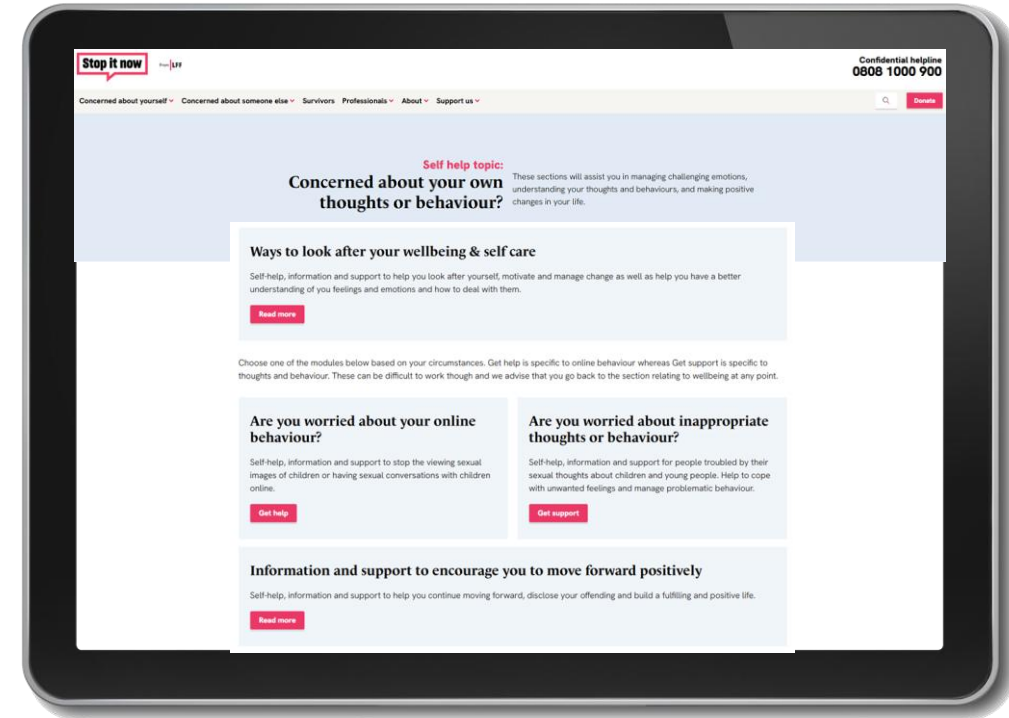 Stop it now
From LFF
Confidential helpline
0808 1000 900
Concerned about yourself Concerned about someone else Survivors Professionals About Support us
Donate
Self help topic:
Concerned about your own
thoughts or behaviour?
These sections will assist you in managing challenging emotions,
understanding your thoughts and behaviours, and making positive
changes in your life.
Ways to look after your wellbeing & self care
Self-help, information and support to help you look after yourself, motivate and manage change as well as help you have a better
understanding of you feelings and emotions and how to deal with them.
Read more
Choose one of the modules below based on your circumstances. Get help is specific to online behaviour whereas Get support is specific to
thoughts and behaviour. These can be difficult to work though and we advise that you go back to the section relating to wellbeing at any point.
Are you worried about your online
behaviour?
Self-help, information and support to stop the viewing sexual
images of children or having sexual conversations with children
online.
Get help
Are you worried about inappropriate
thoughts or behaviour?
Self-help, information and support for people troubled by their
sexual thoughts about children and young people. Help to cope
with unwanted feelings and manage problematic behaviour.
Get support
Information and support to encourage you to move forward positively
Self-help, information and support to help you continue moving forward, disclose your offending and build a fulfilling and positive life.
Read more